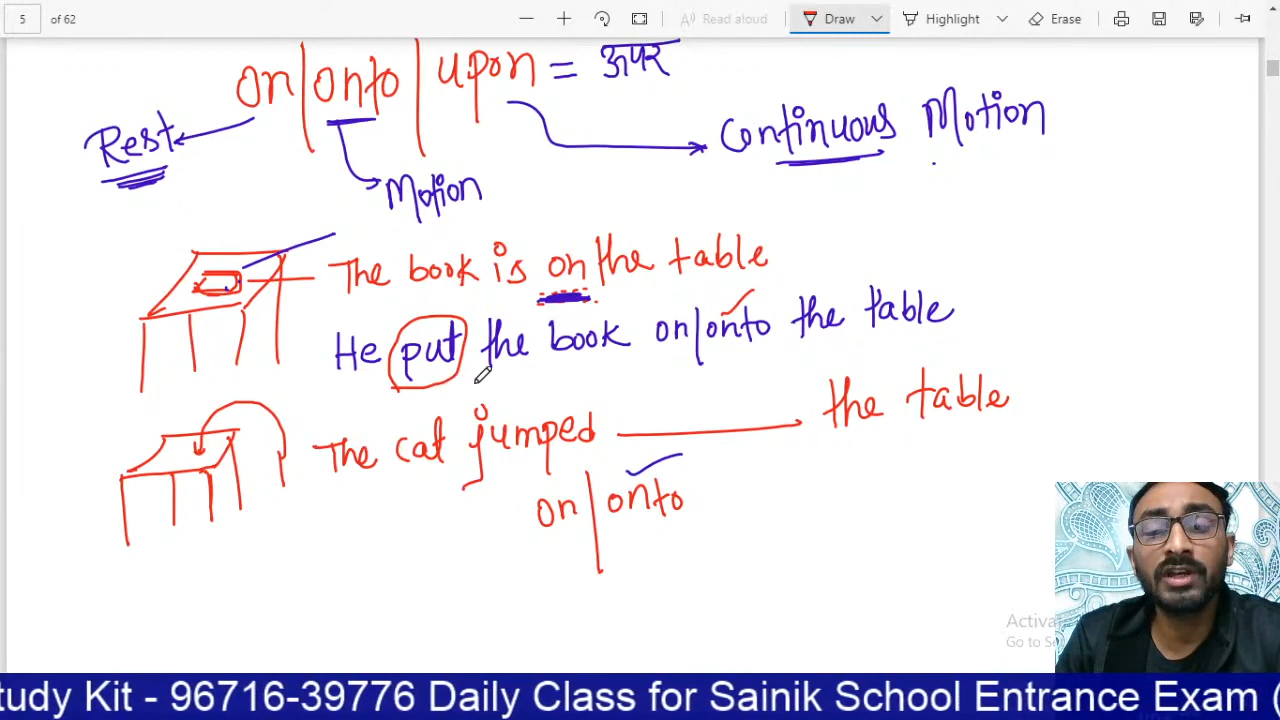 5 of 62
Read aloud
Draw
Highlight
Erase
on|onto|upon = ऊपर
Rest
Motion
Continuous Motion
The book is on the table
He put the book on|onto the table
The cat jumped the table
on|onto
Activa
Go to Se
tudy Kit - 96716-39776 Daily Class for Sainik School Entrance Exam (